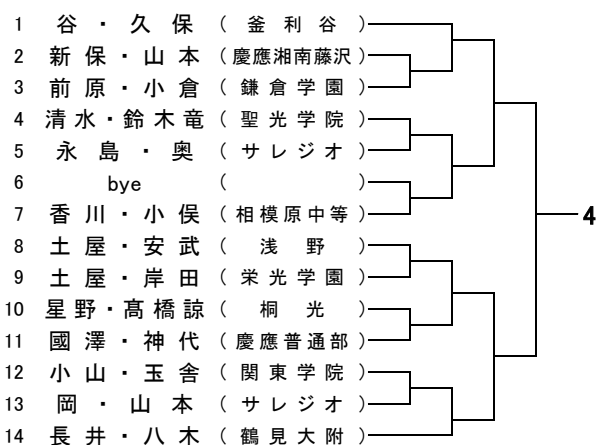 1 谷・久保 (釜利谷)
2 新保・山本 (慶應湘南藤沢)
3 前原・小倉 (鎌倉学園)
4 清水・鈴木竜 (聖光学院)
5 永島・奥 (サレジオ)
6 bye ( )
7 香川・小俣 (相模原中等)
4
8 土屋・安武 (浅野)
9 土屋・岸田 (栄光学園)
10 星野・髙橋諒 (桐光)
11 國澤・神代 (慶應普通部)
12 小山・玉舎 (関東学院)
13 岡・山本 (サレジオ)
14 長井・八木 (鶴見大附)